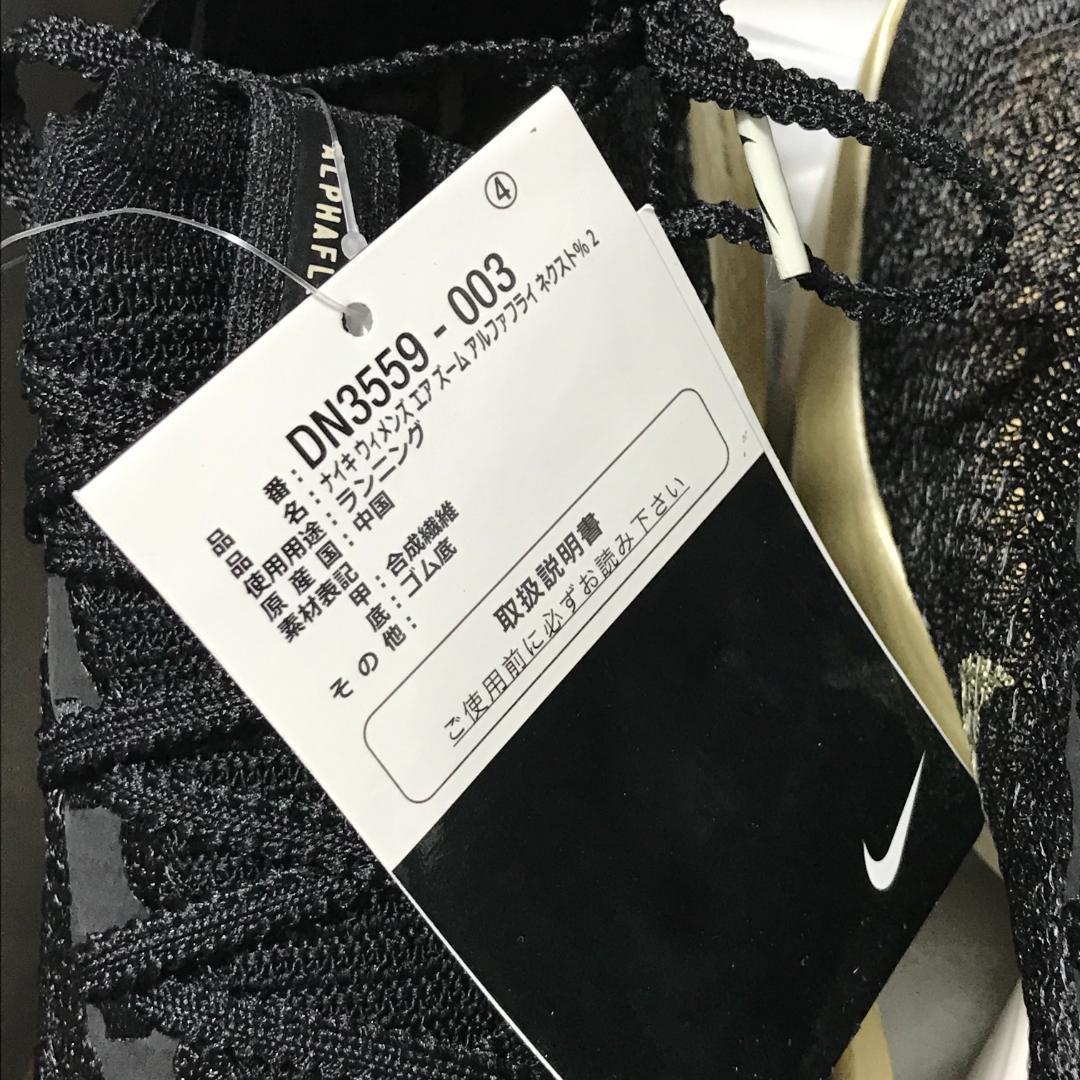 ④
品番：DN3559-003
品名：ナイキ ウィメンズ エア ズーム アルファフライ ネクスト% 2
使用用途：ランニング
原産国：中国
素材表記 甲：合成繊維
底：ゴム底
その他：
取扱説明書
ご使用前に必ずお読み下さい
ALPHAFL